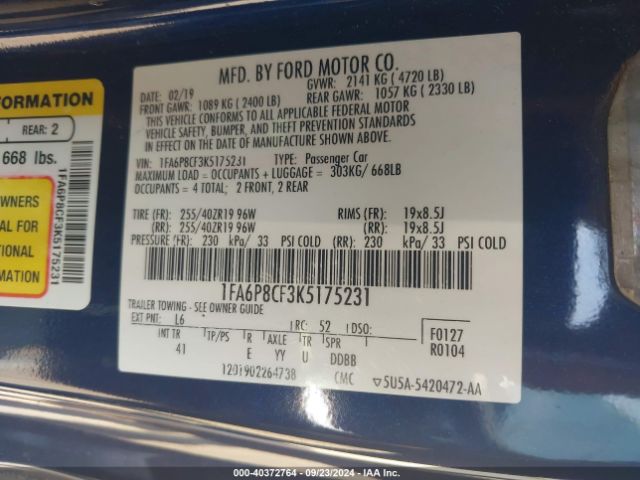 FORMATION
REAR: 2
668 lbs.
1FA6P8CF3K5175231
WNERS
IAL FOR
TIONAL
RMATION
MFD. BY FORD MOTOR CO.
DATE: 02/19 GVWR: 2141 KG ( 4720 LB)
FRONT GAWR: 1089 KG ( 2400 LB) REAR GAWR: 1057 KG ( 2330 LB)
THIS VEHICLE CONFORMS TO ALL APPLICABLE FEDERAL MOTOR
VEHICLE SAFETY, BUMPER, AND THEFT PREVENTION STANDARDS
IN EFFECT ON THE DATE OF MANUFACTURE SHOWN ABOVE.
VIN: 1FA6P8CF3K5175231 TYPE: Passenger Car
MAXIMUM LOAD = OCCUPANTS + LUGGAGE = 303KG/ 668LB
OCCUPANTS = 4 TOTAL; 2 FRONT, 2 REAR
TIRE (FR): 255/40ZR19 96W RIMS (FR): 19x8.5J
(RR): 255/40ZR19 96W (RR): 19x8.5J
PRESSURE (FR): 230 kPa/ 33 PSI COLD (RR): 230 kPa/ 33 PSI COLD
1FA6P8CF3K5175231
TRAILER TOWING - SEE OWNER GUIDE
EXT PNT: L6 RC: 52 DSO: F0127
INT TR TP/PS R AXLE TR SPR R0104
41 E YY U DDBB
1201902264738 CMC ▽5U5A-5420472-AA
000-40372764 - 09/23/2024 - IAA Inc.